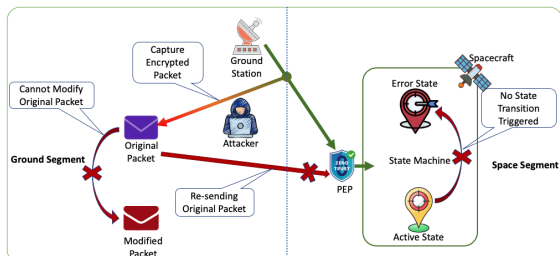 Capture
Encrypted
Packet
Ground
Station
Spacecraft
Cannot Modify
Original Packet
Error State
No State
Transition
Triggered
Original
Packet
Attacker
Ground Segment
ZERO
TRUST
PEP
State Machine
Space Segment
Re-sending
Original Packet
Modified
Packet
Active State